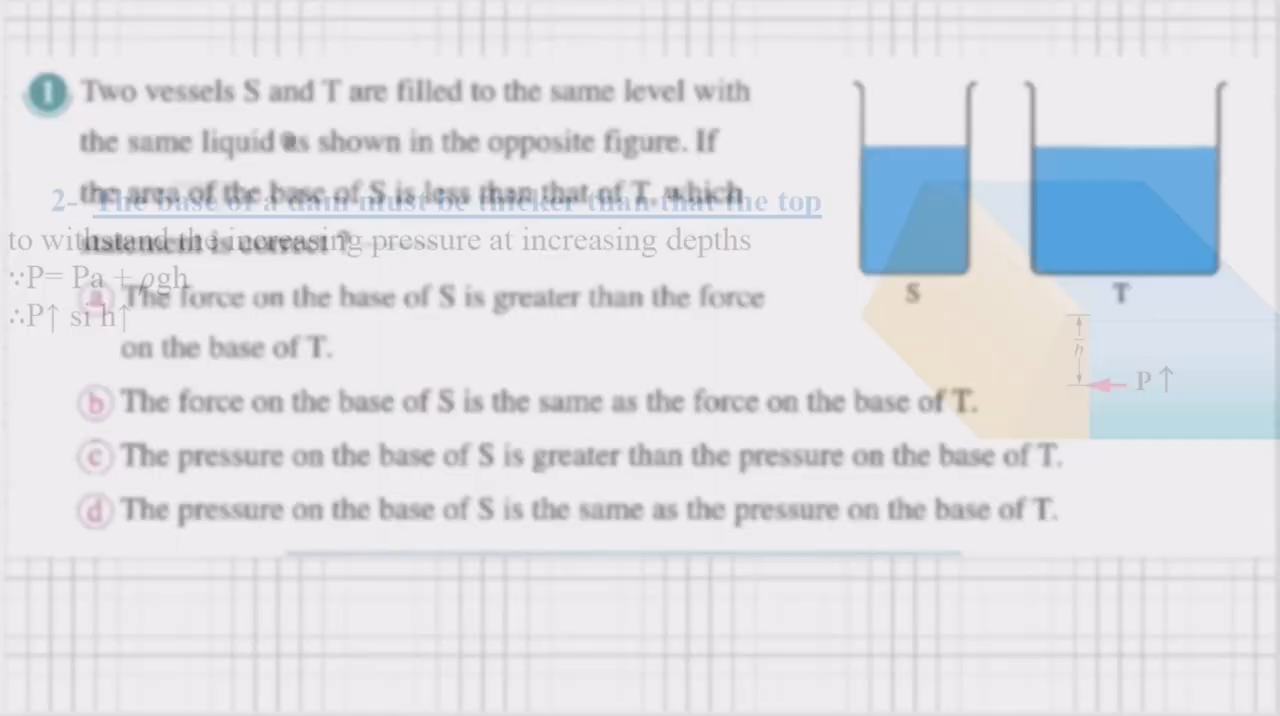 1 Two vessels S and T are filled to the same level with
the same liquid as shown in the opposite figure. If
the area of the base of S is less than that of T, which
statement is correct ?
a The force on the base of S is greater than the force
on the base of T.
b The force on the base of S is the same as the force on the base of T.
c The pressure on the base of S is greater than the pressure on the base of T.
d The pressure on the base of S is the same as the pressure on the base of T.
S
T
2- The base of a dam must be thicker than that the top
to withstand the increasing pressure at increasing depths
∵P= Pa + ρgh
∴P↑ si h↑
h
P ↑